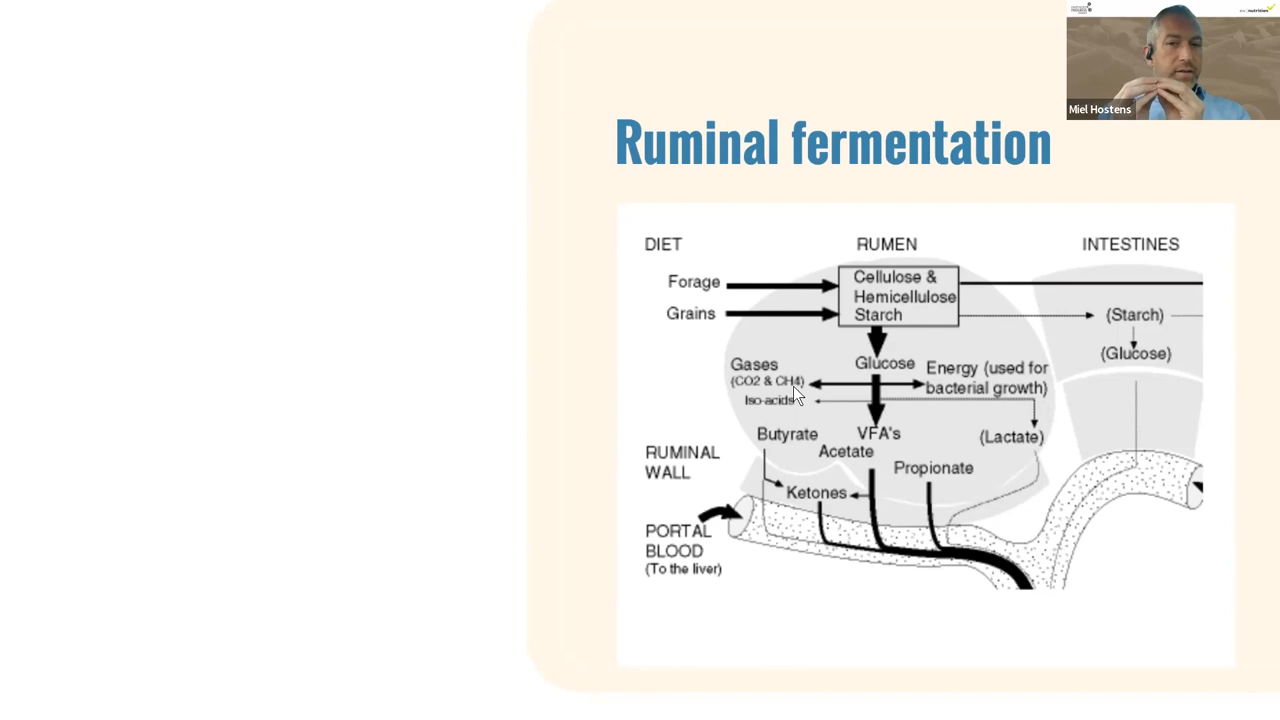 Miel Hostens
Ruminal fermentation
DIET
RUMEN
INTESTINES
Forage
Grains
Cellulose &
Hemicellulose
Starch
(Starch)
(Glucose)
Gases
(CO2 & CH4)
Iso-acids
Glucose
Energy (used for
bacterial growth)
Butyrate
VFA's
Acetate
Propionate
(Lactate)
RUMINAL
WALL
Ketones
PORTAL
BLOOD
(To the liver)